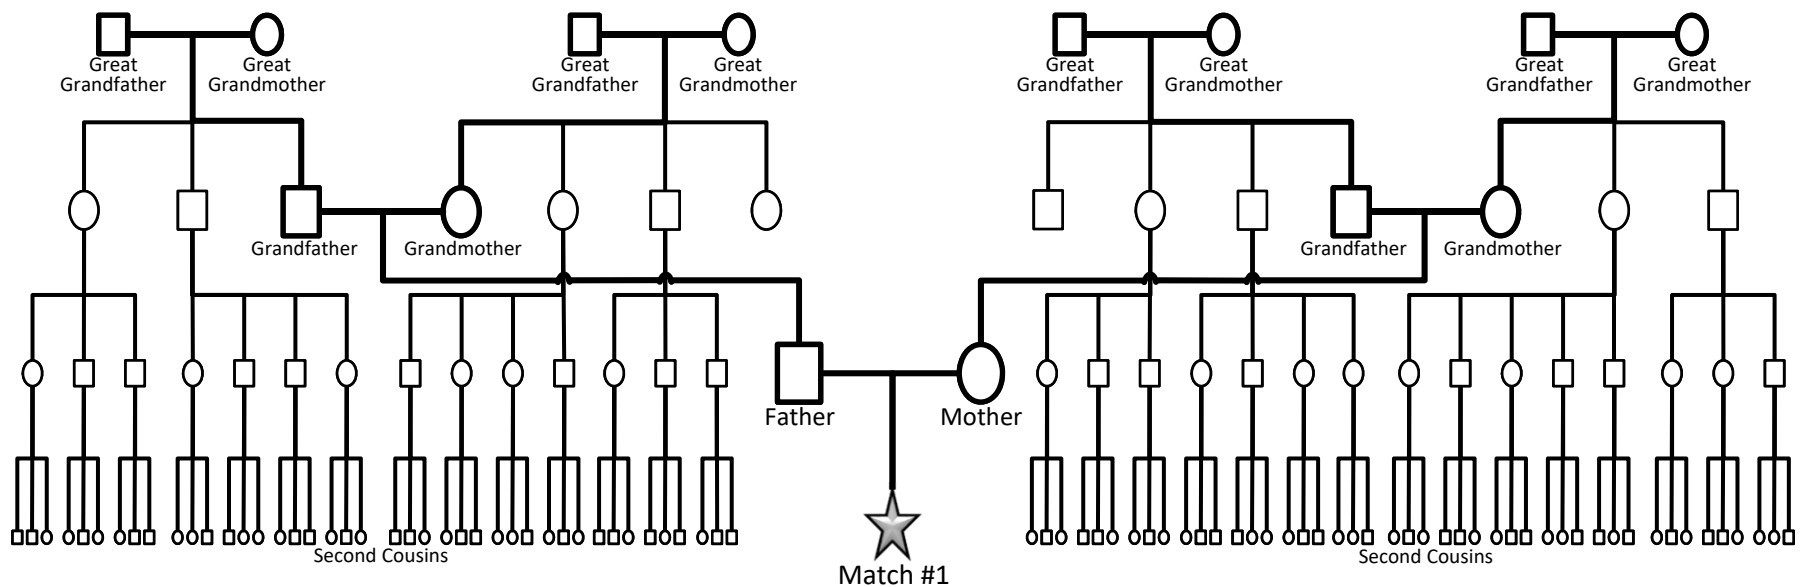 Great Grandfather
Great Grandmother
Great Grandfather
Great Grandmother
Great Grandfather
Great Grandmother
Great Grandfather
Great Grandmother
Grandfather
Grandmother
Grandfather
Grandmother
Father
Mother
Second Cousins
Second Cousins
Match #1